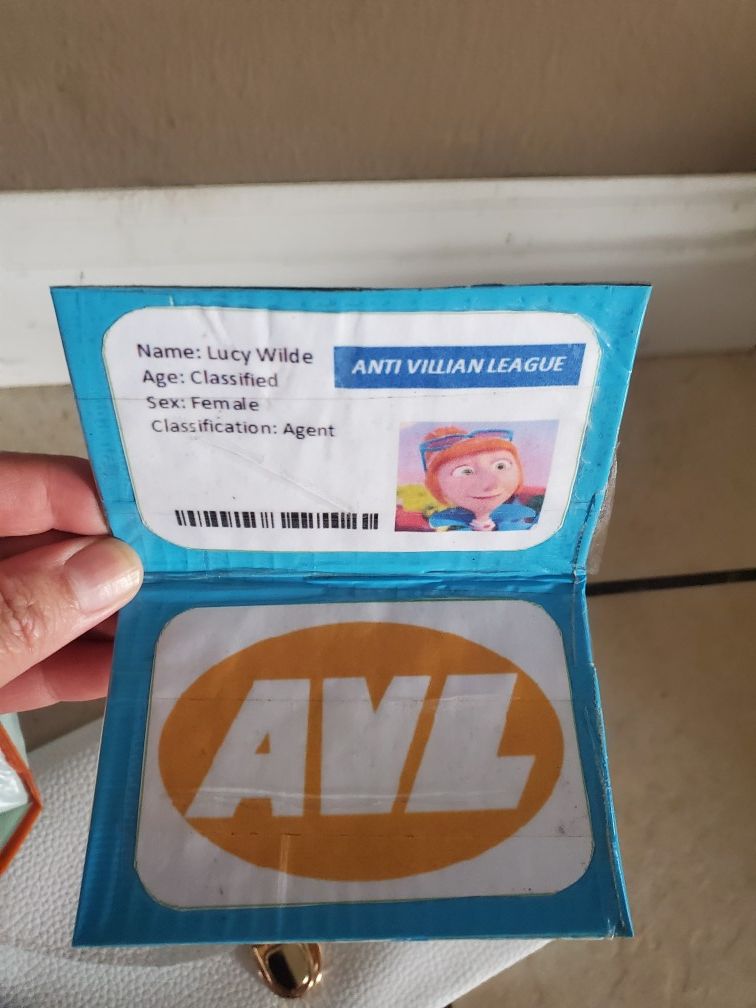 Name: Lucy Wilde
ANTI VILLIAN LEAGUE
Age: Classified
Sex: Female
Classification: Agent
AVL